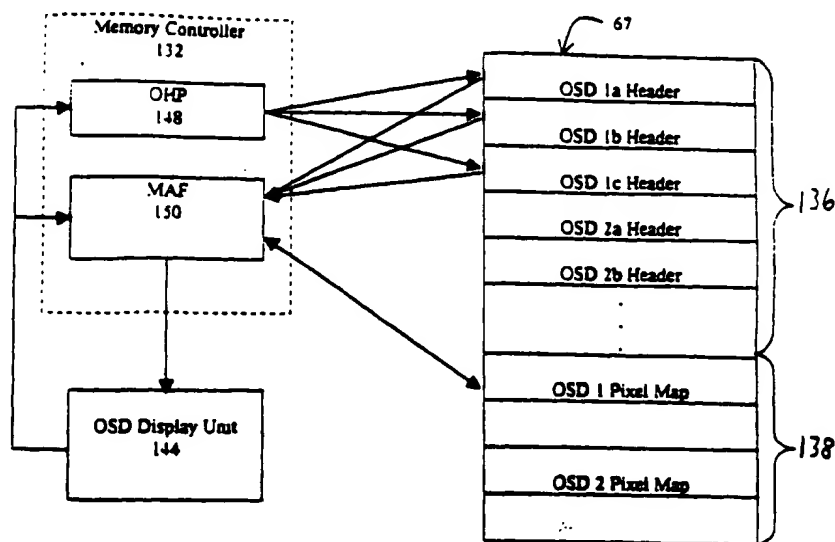 Memory Controller
132
OHP
148
MAF
150
OSD Display Unit
144
67
OSD 1a Header
OSD 1b Header
OSD 1c Header
OSD 2a Header
OSD 2b Header
136
OSD 1 Pixel Map
OSD 2 Pixel Map
138